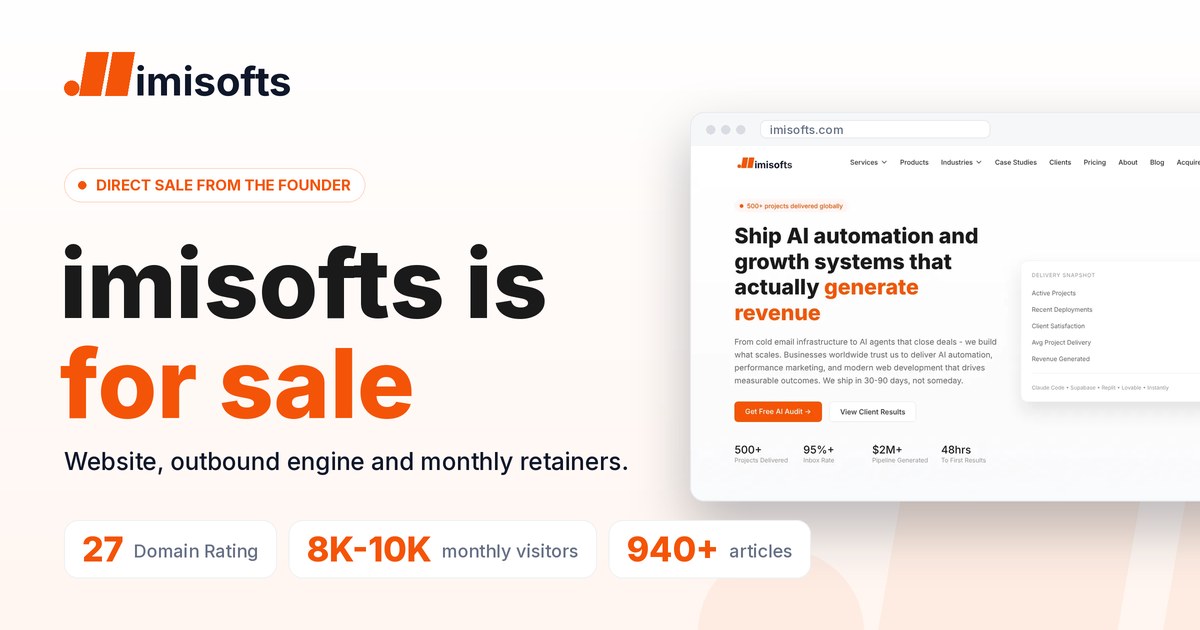 imisofts
DIRECT SALE FROM THE FOUNDER
imisofts is
for sale
Website, outbound engine and monthly retainers.
27 Domain Rating
8K-10K monthly visitors
940+ articles
imisofts.com
imisofts
Services Products Industries Case Studies Clients Pricing About Blog Acquire
500+ projects delivered globally
Ship AI automation and
growth systems that
actually generate
revenue
From cold email infrastructure to AI agents that close deals - we build
what scales. Businesses worldwide trust us to deliver AI automation,
performance marketing, and modern web development that drives
measurable outcomes. We ship in 30-90 days, not someday.
Get Free AI Audit →
View Client Results
500+ 95%+ $2M+ 48hrs
Projects Delivered Inbox Rate Pipeline Generated To First Results
DELIVERY SNAPSHOT
Active Projects
Recent Deployments
Client Satisfaction
Avg Project Delivery
Revenue Generated
Claude Code • Supabase • Replit • Lovable • Instantly